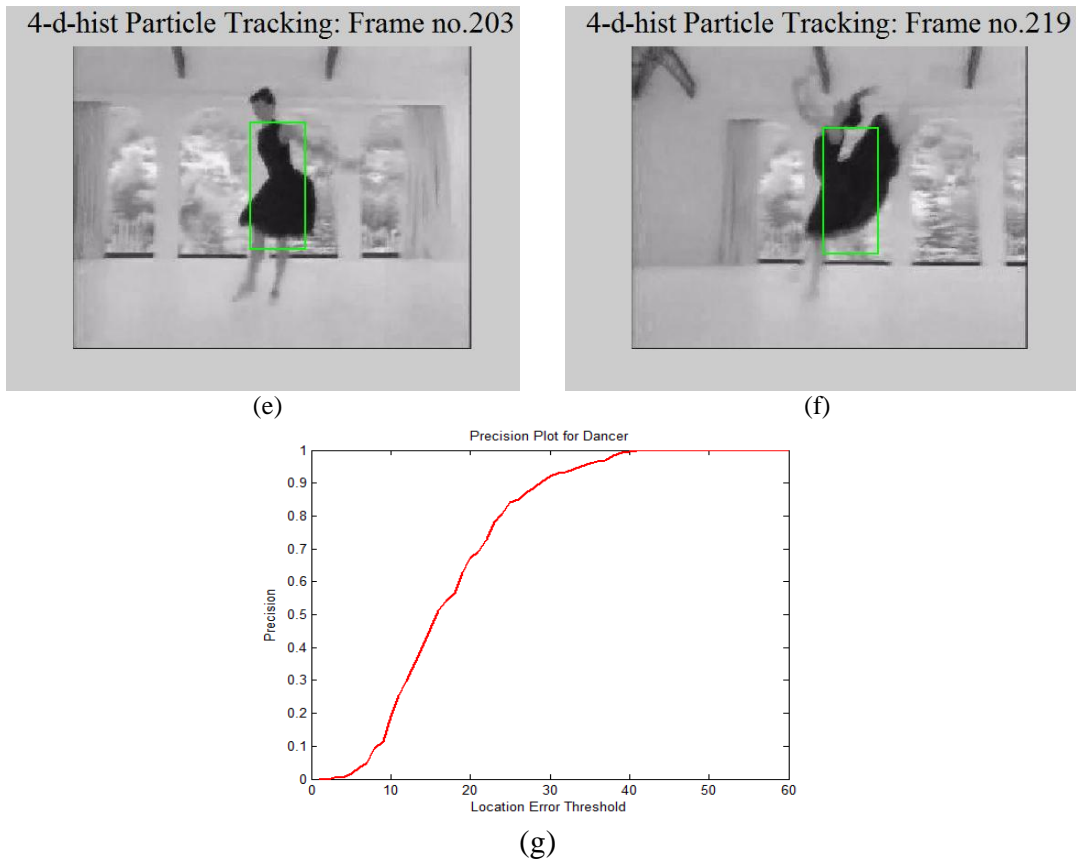 4-d-hist Particle Tracking: Frame no.203
4-d-hist Particle Tracking: Frame no.219
(e)
(f)
Precision Plot for Dancer
1
0.9
0.8
0.7
0.6
0.5
0.4
0.3
0.2
0.1
0
Precision
0 10 20 30 40 50 60
Location Error Threshold
(g)